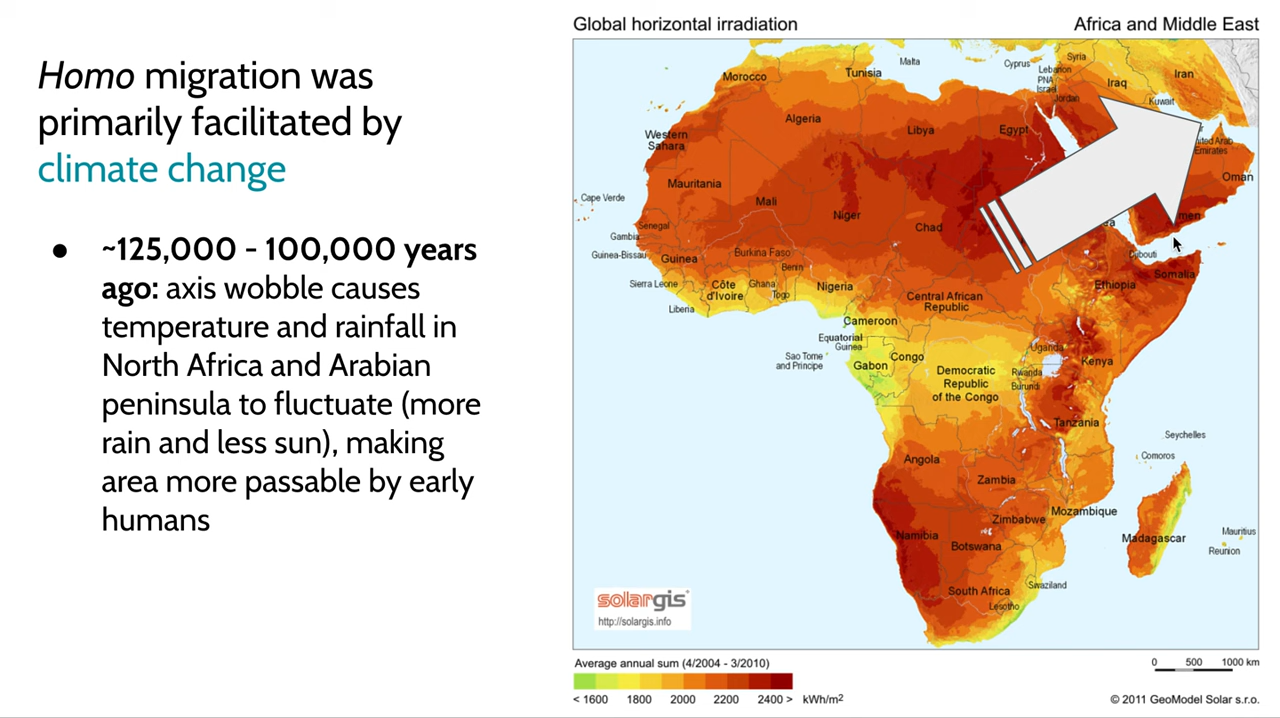 Homo migration was
primarily facilitated by
climate change
● ~125,000 - 100,000 years
ago: axis wobble causes
temperature and rainfall in
North Africa and Arabian
peninsula to fluctuate (more
rain and less sun), making
area more passable by early
humans
Global horizontal irradiation
Africa and Middle East
Malta
Cyprus
Syria
Lebanon
PNA
Israel
Jordan
Iraq
Iran
Kuwait
Morocco
Tunisia
Algeria
Libya
Egypt
Western
Sahara
Arab
Emirates
Oman
Cape Verde
Mauritania
Mali
Niger
Chad
Senegal
Gambia
Guinea-Bissau
Guinea
Burkina Faso
Benin
Djibouti
Somalia
Ethiopia
Sierra Leone
Côte
d'Ivoire
Ghana
Togo
Nigeria
Liberia
Central African
Republic
Cameroon
Equatorial
Guinea
Sao Tome
and Principe
Gabon
Congo
Democratic
Republic
of the Congo
Uganda
Rwanda
Burundi
Kenya
Tanzania
Seychelles
Comoros
Angola
Zambia
Mozambique
Zimbabwe
Namibia
Botswana
Madagascar
Mauritius
Reunion
South Africa
Swaziland
Lesotho
solargis
http://solargis.info
Average annual sum (4/2004 - 3/2010)
< 1600 1800 2000 2200 2400 > kWh/m²
0 500 1000 km
© 2011 GeoModel Solar s.r.o.